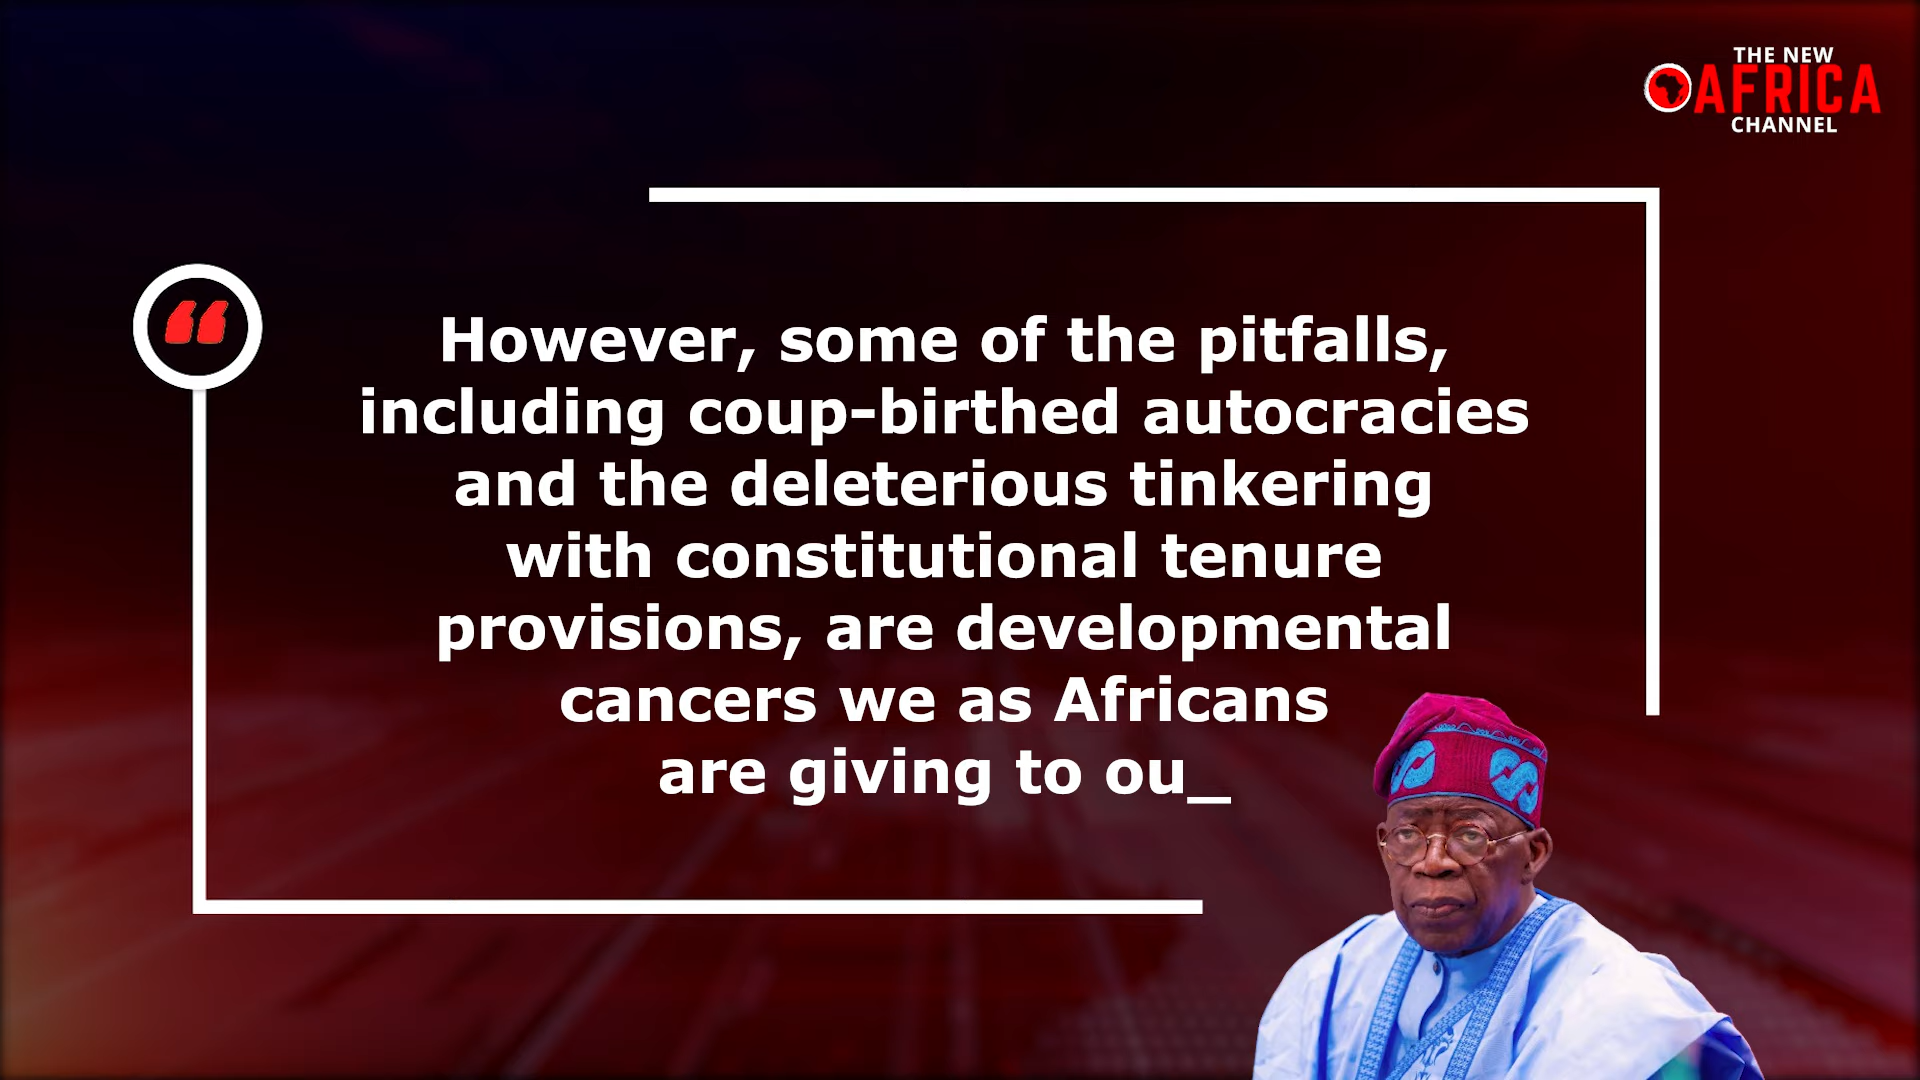 THE NEW
AFRICA
CHANNEL
“
However, some of the pitfalls,
including coup-birthed autocracies
and the deleterious tinkering
with constitutional tenure
provisions, are developmental
cancers we as Africans
are giving to ou_